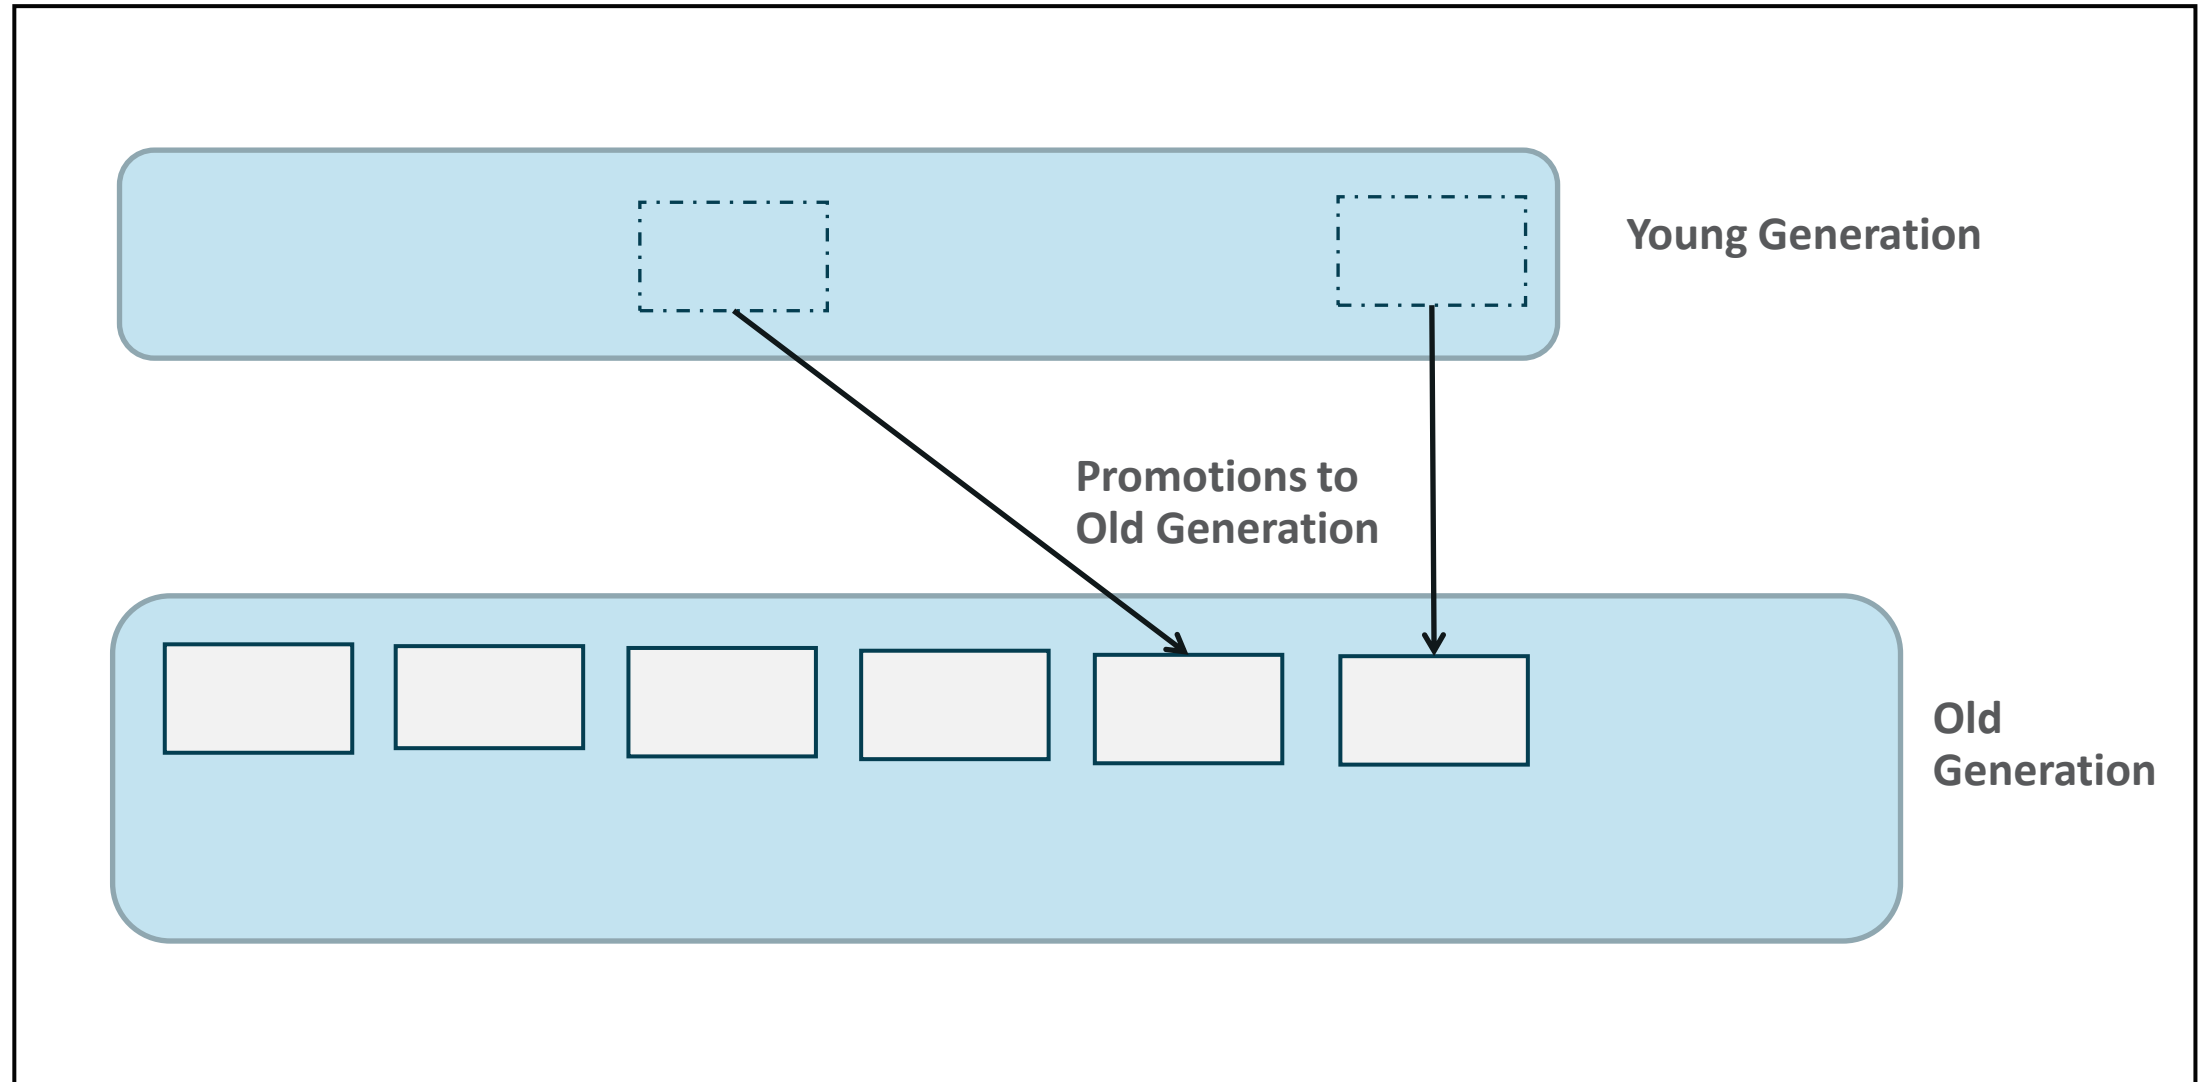 Young Generation
Promotions to
Old Generation
Old
Generation